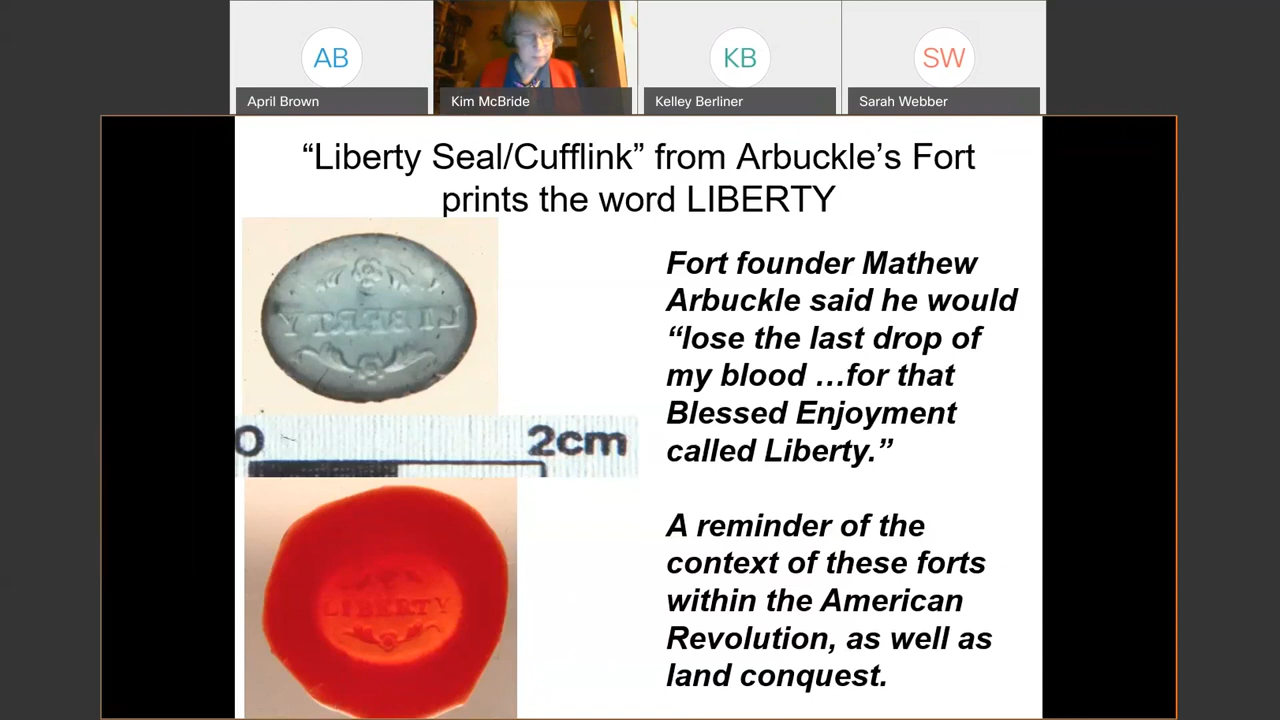 AB
April Brown
Kim McBride
KB
Kelley Berliner
SW
Sarah Webber
“Liberty Seal/Cufflink” from Arbuckle’s Fort
prints the word LIBERTY
LIBERTY
0 2cm
LIBERTY
Fort founder Mathew
Arbuckle said he would
“lose the last drop of
my blood …for that
Blessed Enjoyment
called Liberty.”
A reminder of the
context of these forts
within the American
Revolution, as well as
land conquest.